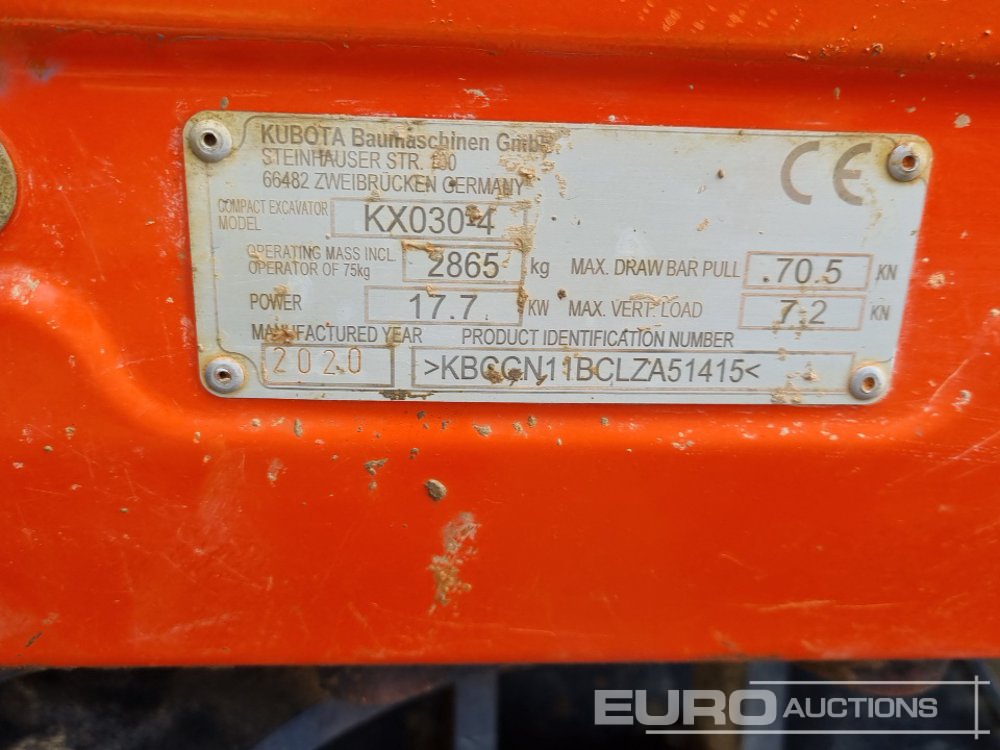 KUBOTA Baumaschinen GmbH
STEINHAUSER STR. 100
66482 ZWEIBRÜCKEN GERMANY
CE
COMPACT EXCAVATOR
MODEL
KX030-4
OPERATING MASS INCL.
OPERATOR OF 75kg
2865 kg
MAX. DRAW BAR PULL .70.5 KN
POWER 17.7 KW
MAX. VERT. LOAD 7.2 KN
MANUFACTURED YEAR PRODUCT IDENTIFICATION NUMBER
2020 >KBCCN11BCLZA51415<
EURO AUCTIONS